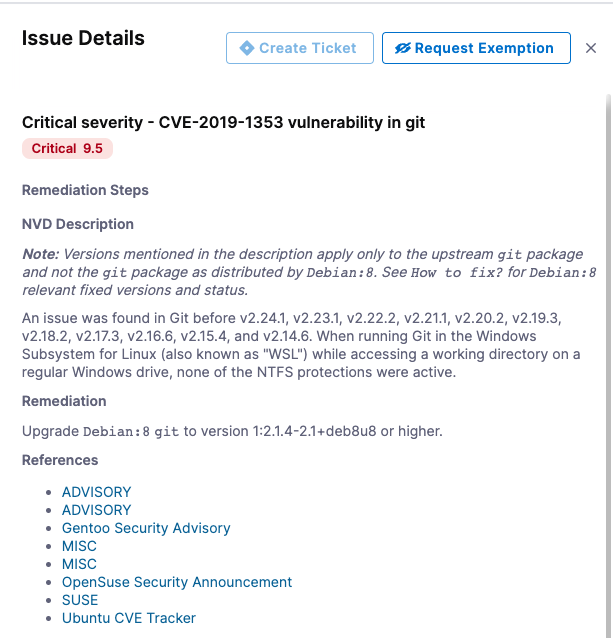 Issue Details
Create Ticket
Request Exemption
Critical severity - CVE-2019-1353 vulnerability in git
Critical 9.5
Remediation Steps
NVD Description
Note: Versions mentioned in the description apply only to the upstream git package
and not the git package as distributed by Debian:8. See How to fix? for Debian:8
relevant fixed versions and status.
An issue was found in Git before v2.24.1, v2.23.1, v2.22.2, v2.21.1, v2.20.2, v2.19.3,
v2.18.2, v2.17.3, v2.16.6, v2.15.4, and v2.14.6. When running Git in the Windows
Subsystem for Linux (also known as "WSL") while accessing a working directory on a
regular Windows drive, none of the NTFS protections were active.
Remediation
Upgrade Debian:8 git to version 1:2.1.4-2.1+deb8u8 or higher.
References
• ADVISORY
• ADVISORY
• Gentoo Security Advisory
• MISC
• MISC
• OpenSuse Security Announcement
• SUSE
• Ubuntu CVE Tracker